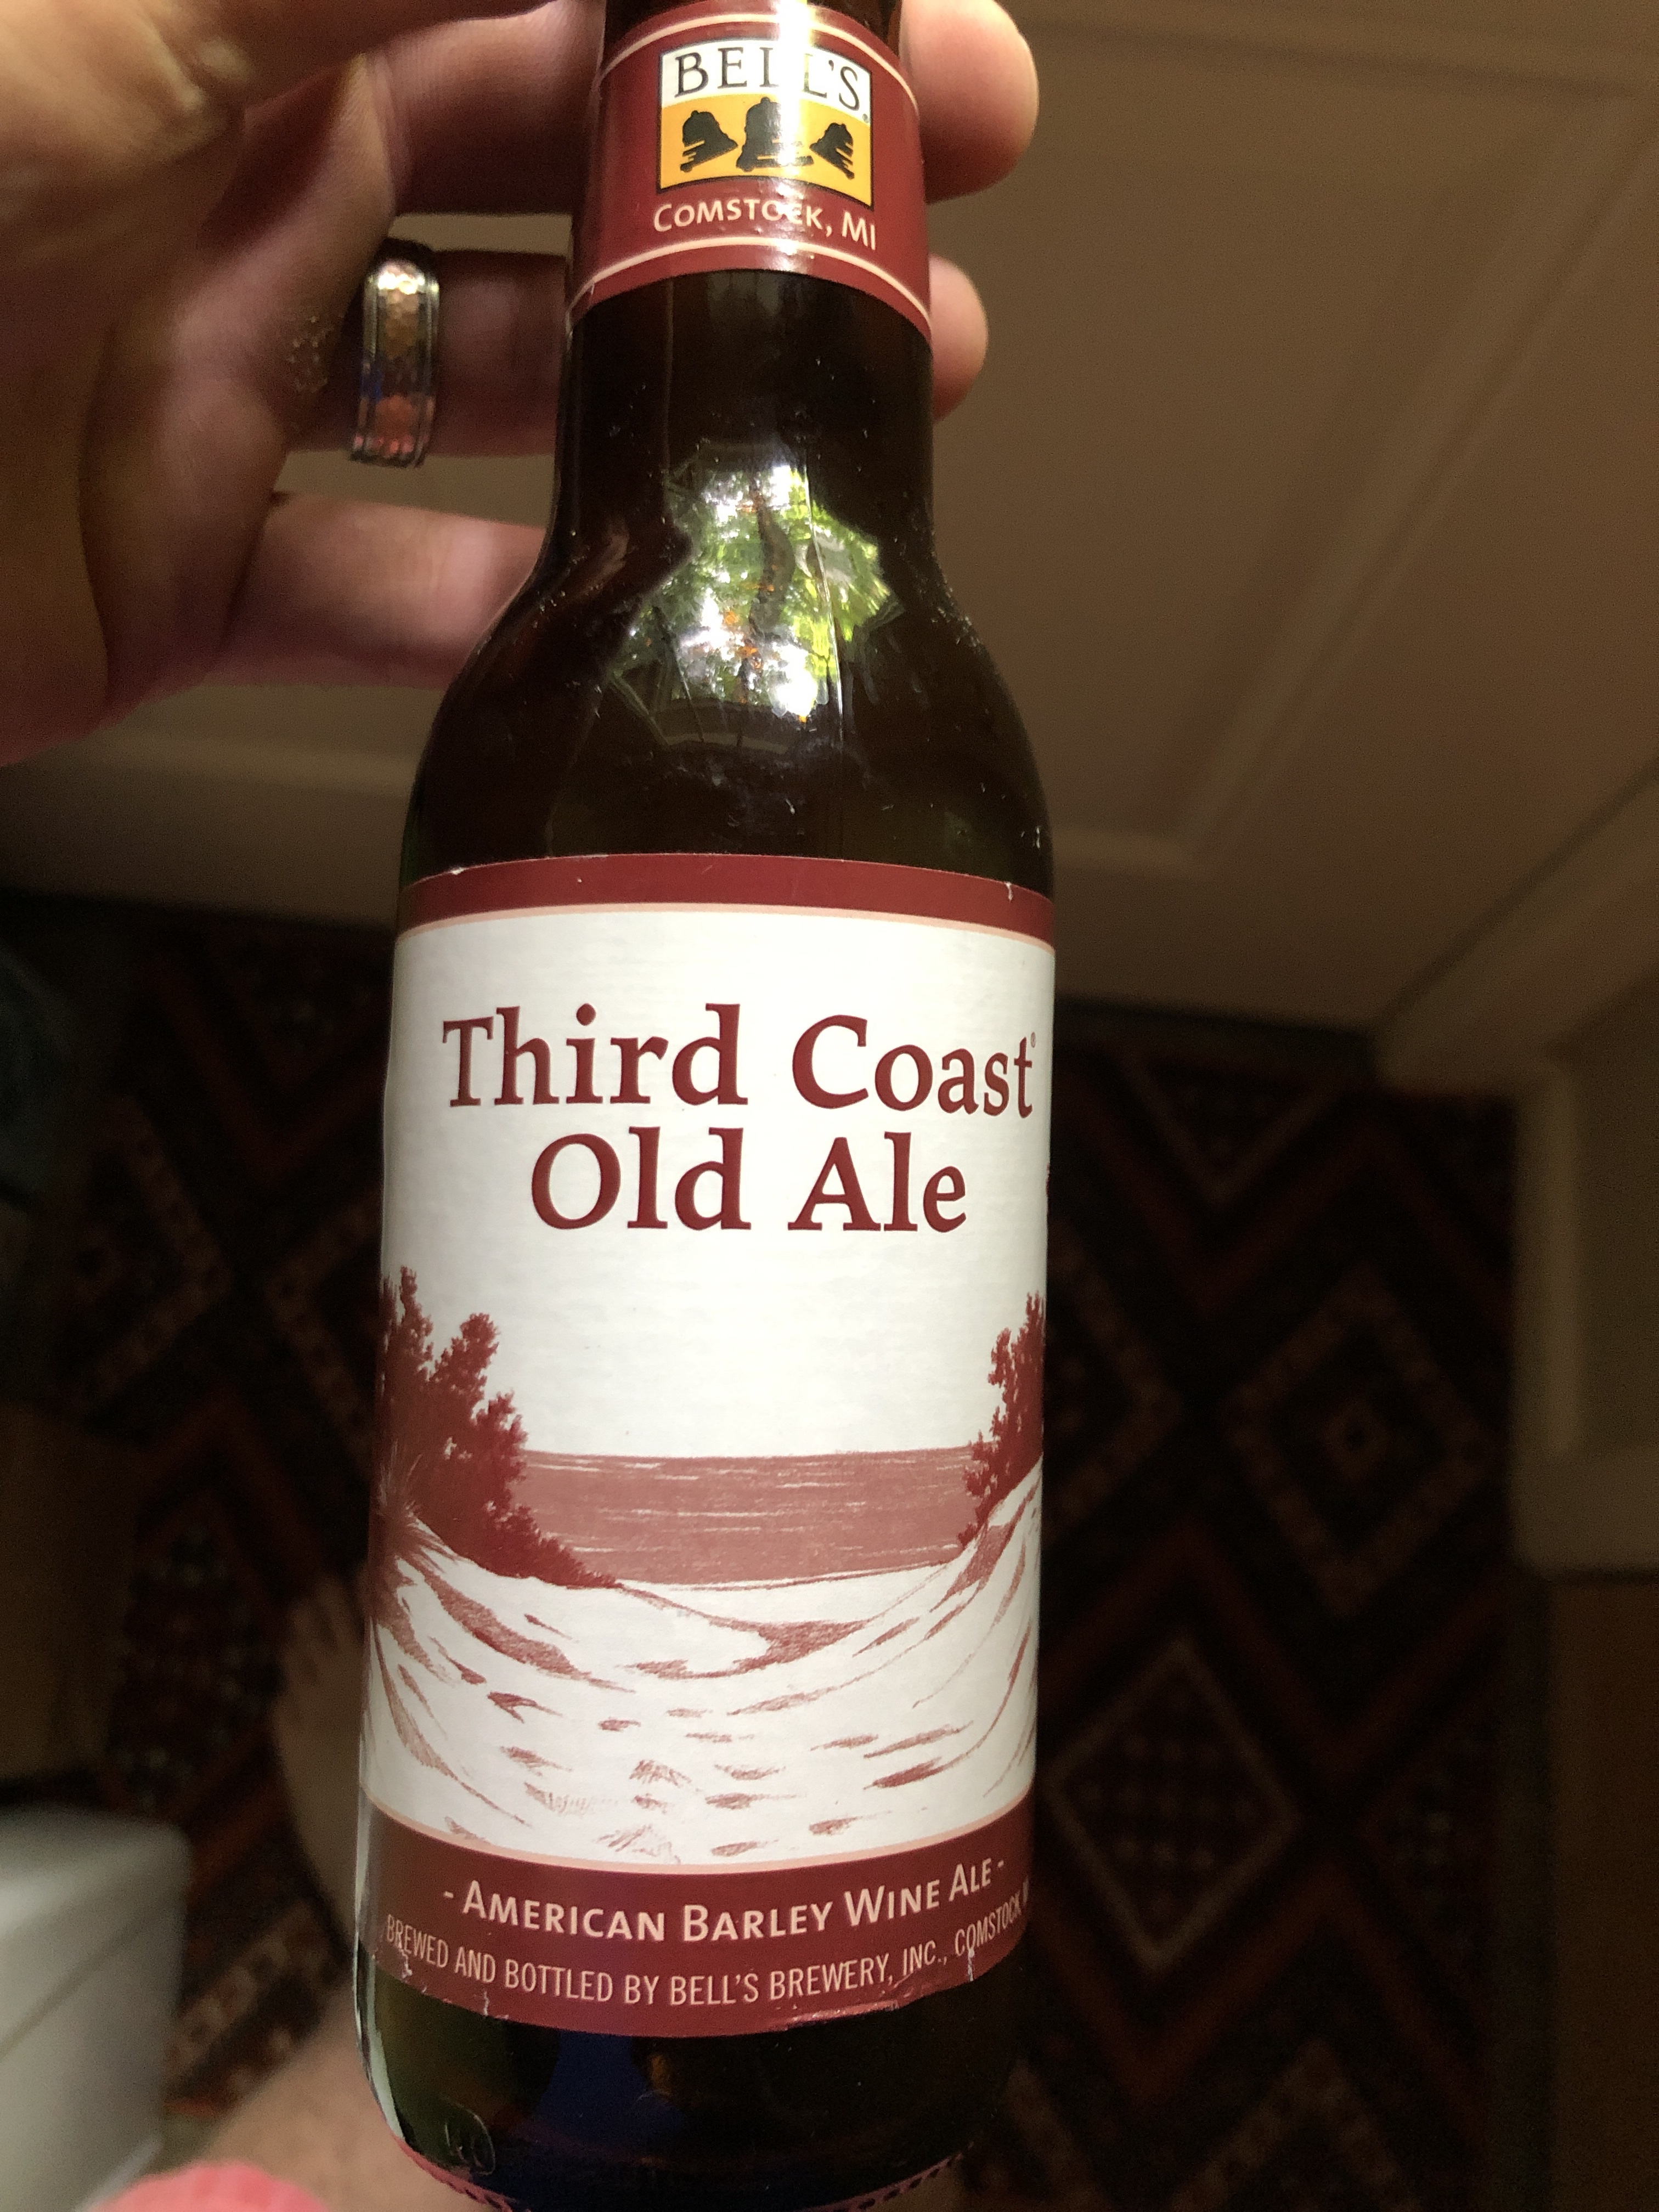 BELL'S
COMSTOCK, MI
Third Coast®
Old Ale
- AMERICAN BARLEY WINE ALE -
BREWED AND BOTTLED BY BELL'S BREWERY, INC., COMSTOCK